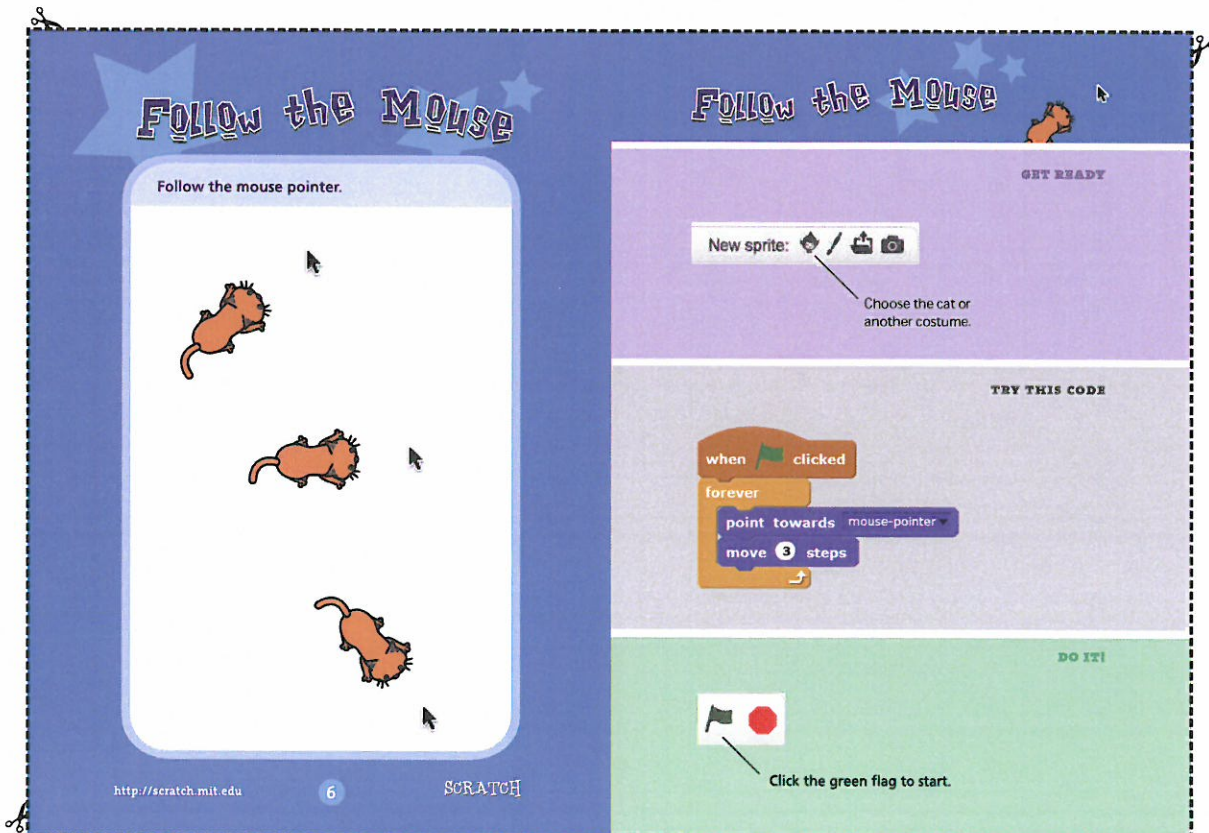 Follow the Mouse
Follow the mouse pointer.
http://scratch.mit.edu
6
SCRATCH
Follow the Mouse
GET READY
New sprite:
Choose the cat or
another costume.
TRY THIS CODE
when clicked
forever
point towards mouse-pointer
move 3 steps
DO IT!
Click the green flag to start.